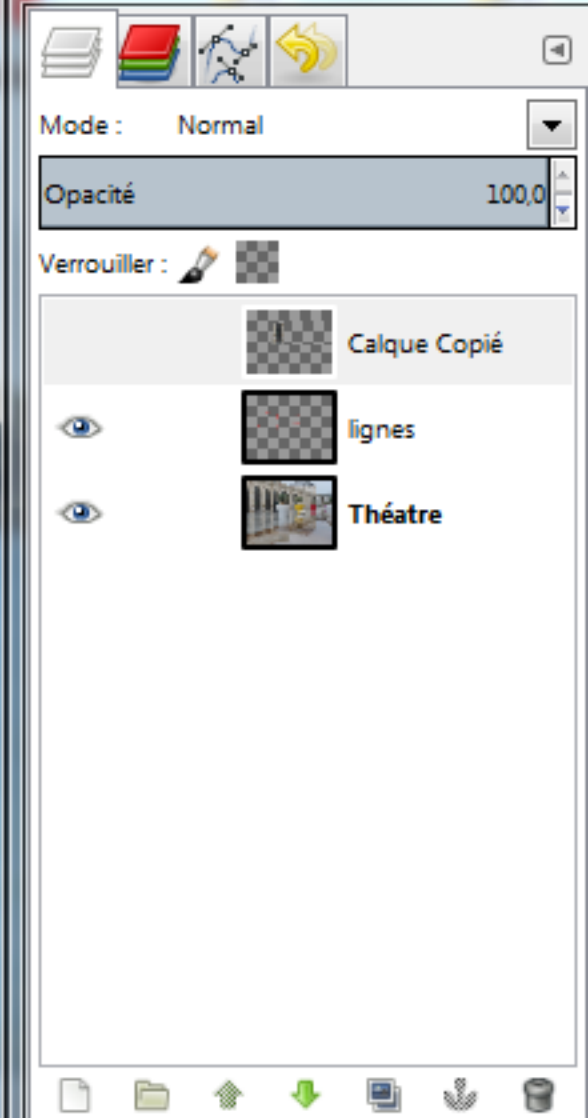 Mode : Normal
Opacité 100,0
Verrouiller :
Calque Copié
lignes
Théatre